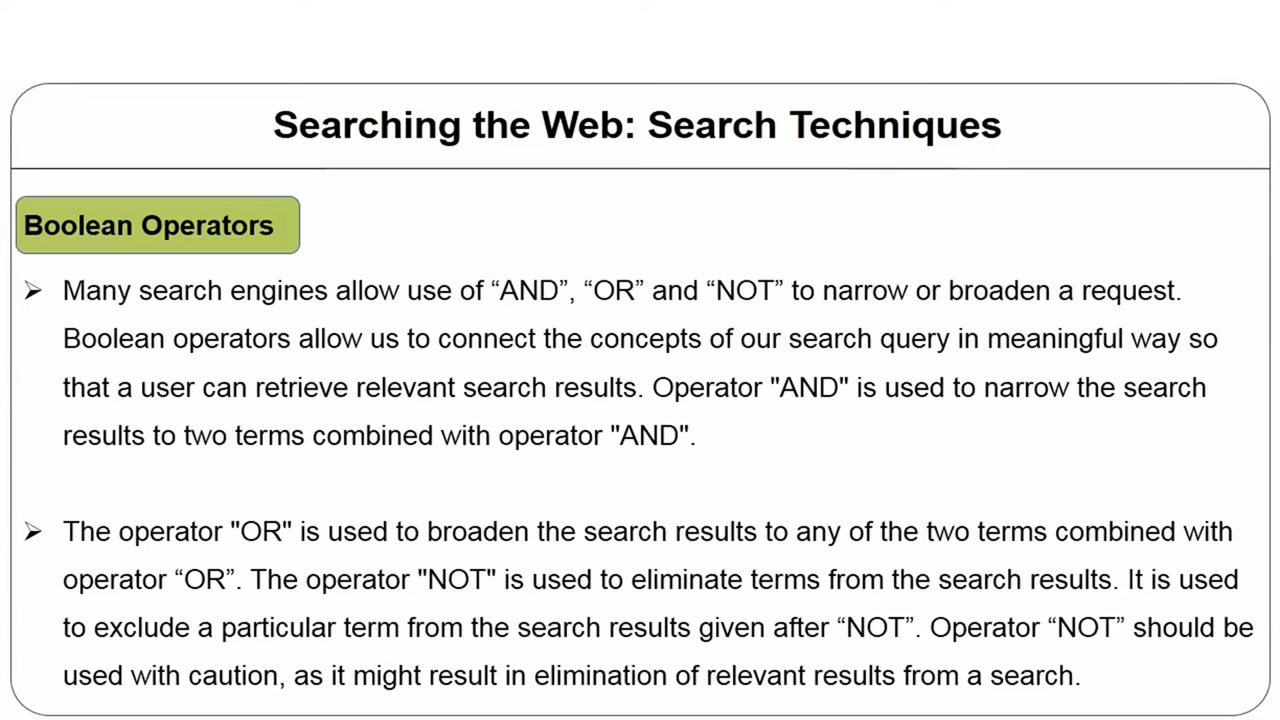 Searching the Web: Search Techniques
Boolean Operators
➢ Many search engines allow use of “AND”, “OR” and “NOT” to narrow or broaden a request.
Boolean operators allow us to connect the concepts of our search query in meaningful way so
that a user can retrieve relevant search results. Operator "AND" is used to narrow the search
results to two terms combined with operator "AND".
➢ The operator "OR" is used to broaden the search results to any of the two terms combined with
operator “OR”. The operator "NOT" is used to eliminate terms from the search results. It is used
to exclude a particular term from the search results given after “NOT”. Operator “NOT” should be
used with caution, as it might result in elimination of relevant results from a search.